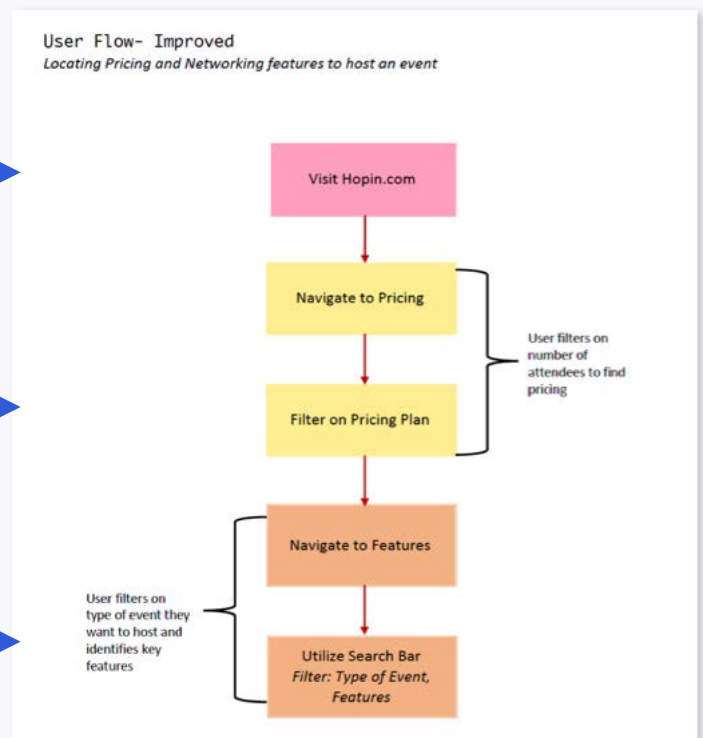 User Flow- Improved
Locating Pricing and Networking features to host an event
Visit Hopin.com
Navigate to Pricing
User filters on
number of
attendees to find
pricing
Filter on Pricing Plan
Navigate to Features
User filters on
type of event they
want to host and
identifies key
features
Utilize Search Bar
Filter: Type of Event,
Features